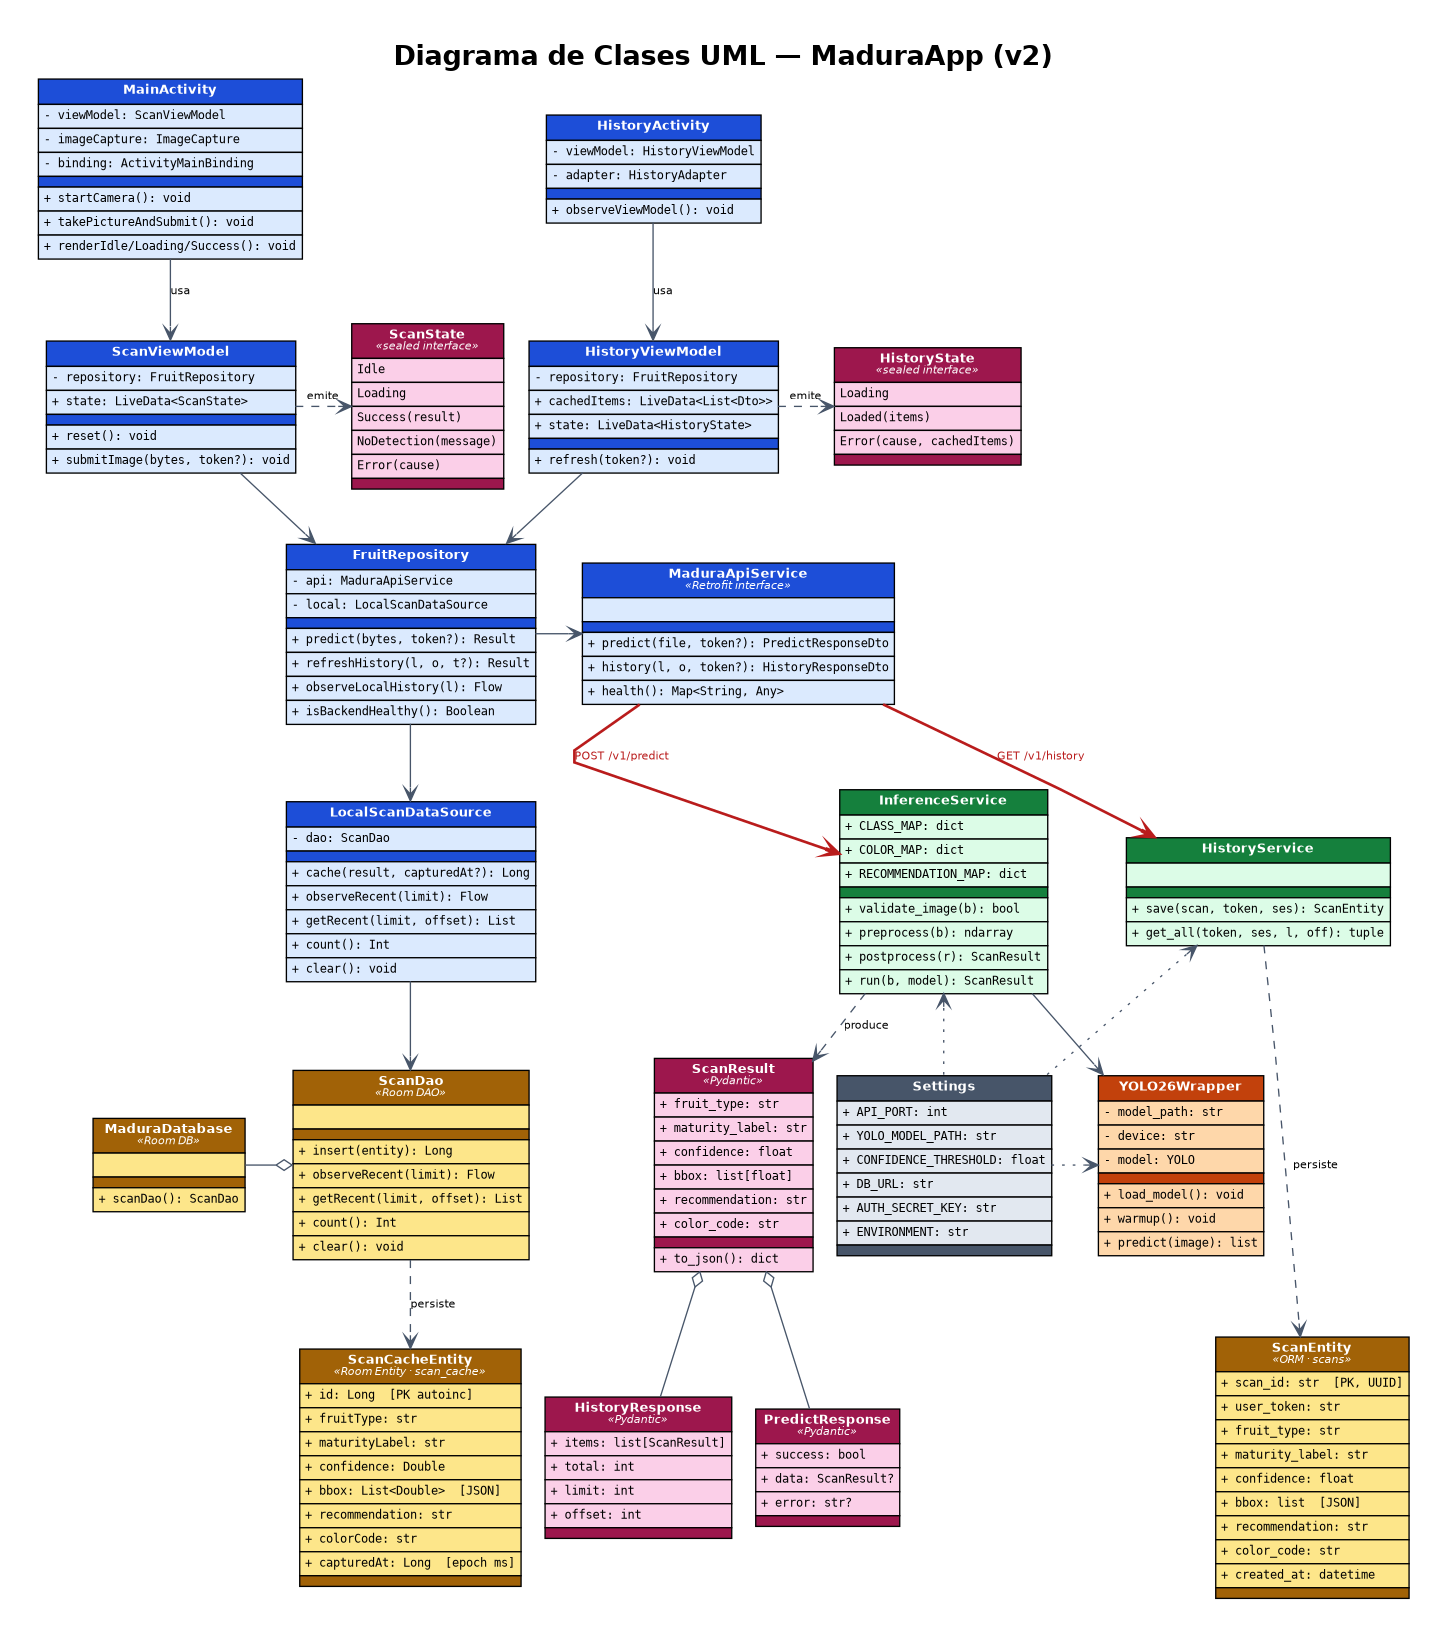 Diagrama de Clases UML — MaduraApp (v2)
MainActivity
- viewModel: ScanViewModel
- imageCapture: ImageCapture
- binding: ActivityMainBinding
+ startCamera(): void
+ takePictureAndSubmit(): void
+ renderIdle/Loading/Success(): void
HistoryActivity
- viewModel: HistoryViewModel
- adapter: HistoryAdapter
+ observeViewModel(): void
usa
usa
ScanViewModel
- repository: FruitRepository
+ state: LiveData<ScanState>
+ reset(): void
+ submitImage(bytes, token?): void
emite
ScanState
«sealed interface»
Idle
Loading
Success(result)
NoDetection(message)
Error(cause)
HistoryViewModel
- repository: FruitRepository
+ cachedItems: LiveData<List<Dto>>
+ state: LiveData<HistoryState>
+ refresh(token?): void
emite
HistoryState
«sealed interface»
Loading
Loaded(items)
Error(cause, cachedItems)
FruitRepository
- api: MaduraApiService
- local: LocalScanDataSource
+ predict(bytes, token?): Result
+ refreshHistory(l, o, t?): Result
+ observeLocalHistory(l): Flow
+ isBackendHealthy(): Boolean
MaduraApiService
«Retrofit interface»
+ predict(file, token?): PredictResponseDto
+ history(l, o, token?): HistoryResponseDto
+ health(): Map<String, Any>
POST /v1/predict
GET /v1/history
LocalScanDataSource
- dao: ScanDao
+ cache(result, capturedAt?): Long
+ observeRecent(limit): Flow
+ getRecent(limit, offset): List
+ count(): Int
+ clear(): void
InferenceService
+ CLASS_MAP: dict
+ COLOR_MAP: dict
+ RECOMMENDATION_MAP: dict
+ validate_image(b): bool
+ preprocess(b): ndarray
+ postprocess(r): ScanResult
+ run(b, model): ScanResult
HistoryService
+ save(scan, token, ses): ScanEntity
+ get_all(token, ses, l, off): tuple
produce
MaduraDatabase
«Room DB»
+ scanDao(): ScanDao
ScanDao
«Room DAO»
+ insert(entity): Long
+ observeRecent(limit): Flow
+ getRecent(limit, offset): List
+ count(): Int
+ clear(): void
ScanResult
«Pydantic»
+ fruit_type: str
+ maturity_label: str
+ confidence: float
+ bbox: list[float]
+ recommendation: str
+ color_code: str
+ to_json(): dict
Settings
+ API_PORT: int
+ YOLO_MODEL_PATH: str
+ CONFIDENCE_THRESHOLD: float
+ DB_URL: str
+ AUTH_SECRET_KEY: str
+ ENVIRONMENT: str
YOLO26Wrapper
- model_path: str
- device: str
- model: YOLO
+ load_model(): void
+ warmup(): void
+ predict(image): list
persiste
persiste
ScanCacheEntity
«Room Entity · scan_cache»
+ id: Long  [PK autoinc]
+ fruitType: str
+ maturityLabel: str
+ confidence: Double
+ bbox: List<Double>  [JSON]
+ recommendation: str
+ colorCode: str
+ capturedAt: Long  [epoch ms]
HistoryResponse
«Pydantic»
+ items: list[ScanResult]
+ total: int
+ limit: int
+ offset: int
PredictResponse
«Pydantic»
+ success: bool
+ data: ScanResult?
+ error: str?
ScanEntity
«ORM · scans»
+ scan_id: str  [PK, UUID]
+ user_token: str
+ fruit_type: str
+ maturity_label: str
+ confidence: float
+ bbox: list  [JSON]
+ recommendation: str
+ color_code: str
+ created_at: datetime